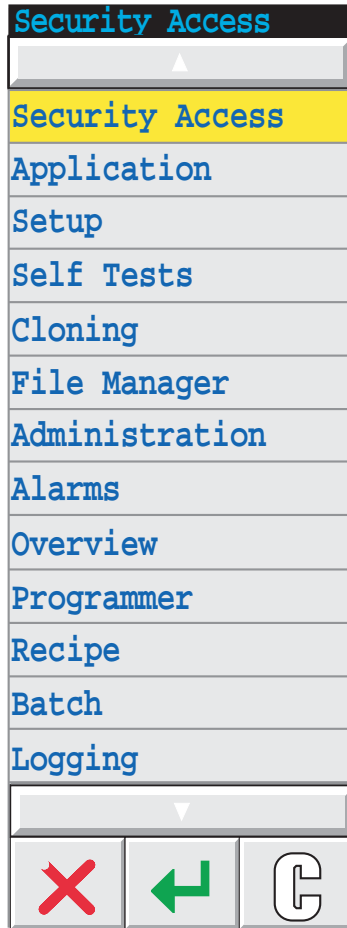 Security Access
Security Access
Application
Setup
Self Tests
Cloning
File Manager
Administration
Alarms
Overview
Programmer
Recipe
Batch
Logging
C